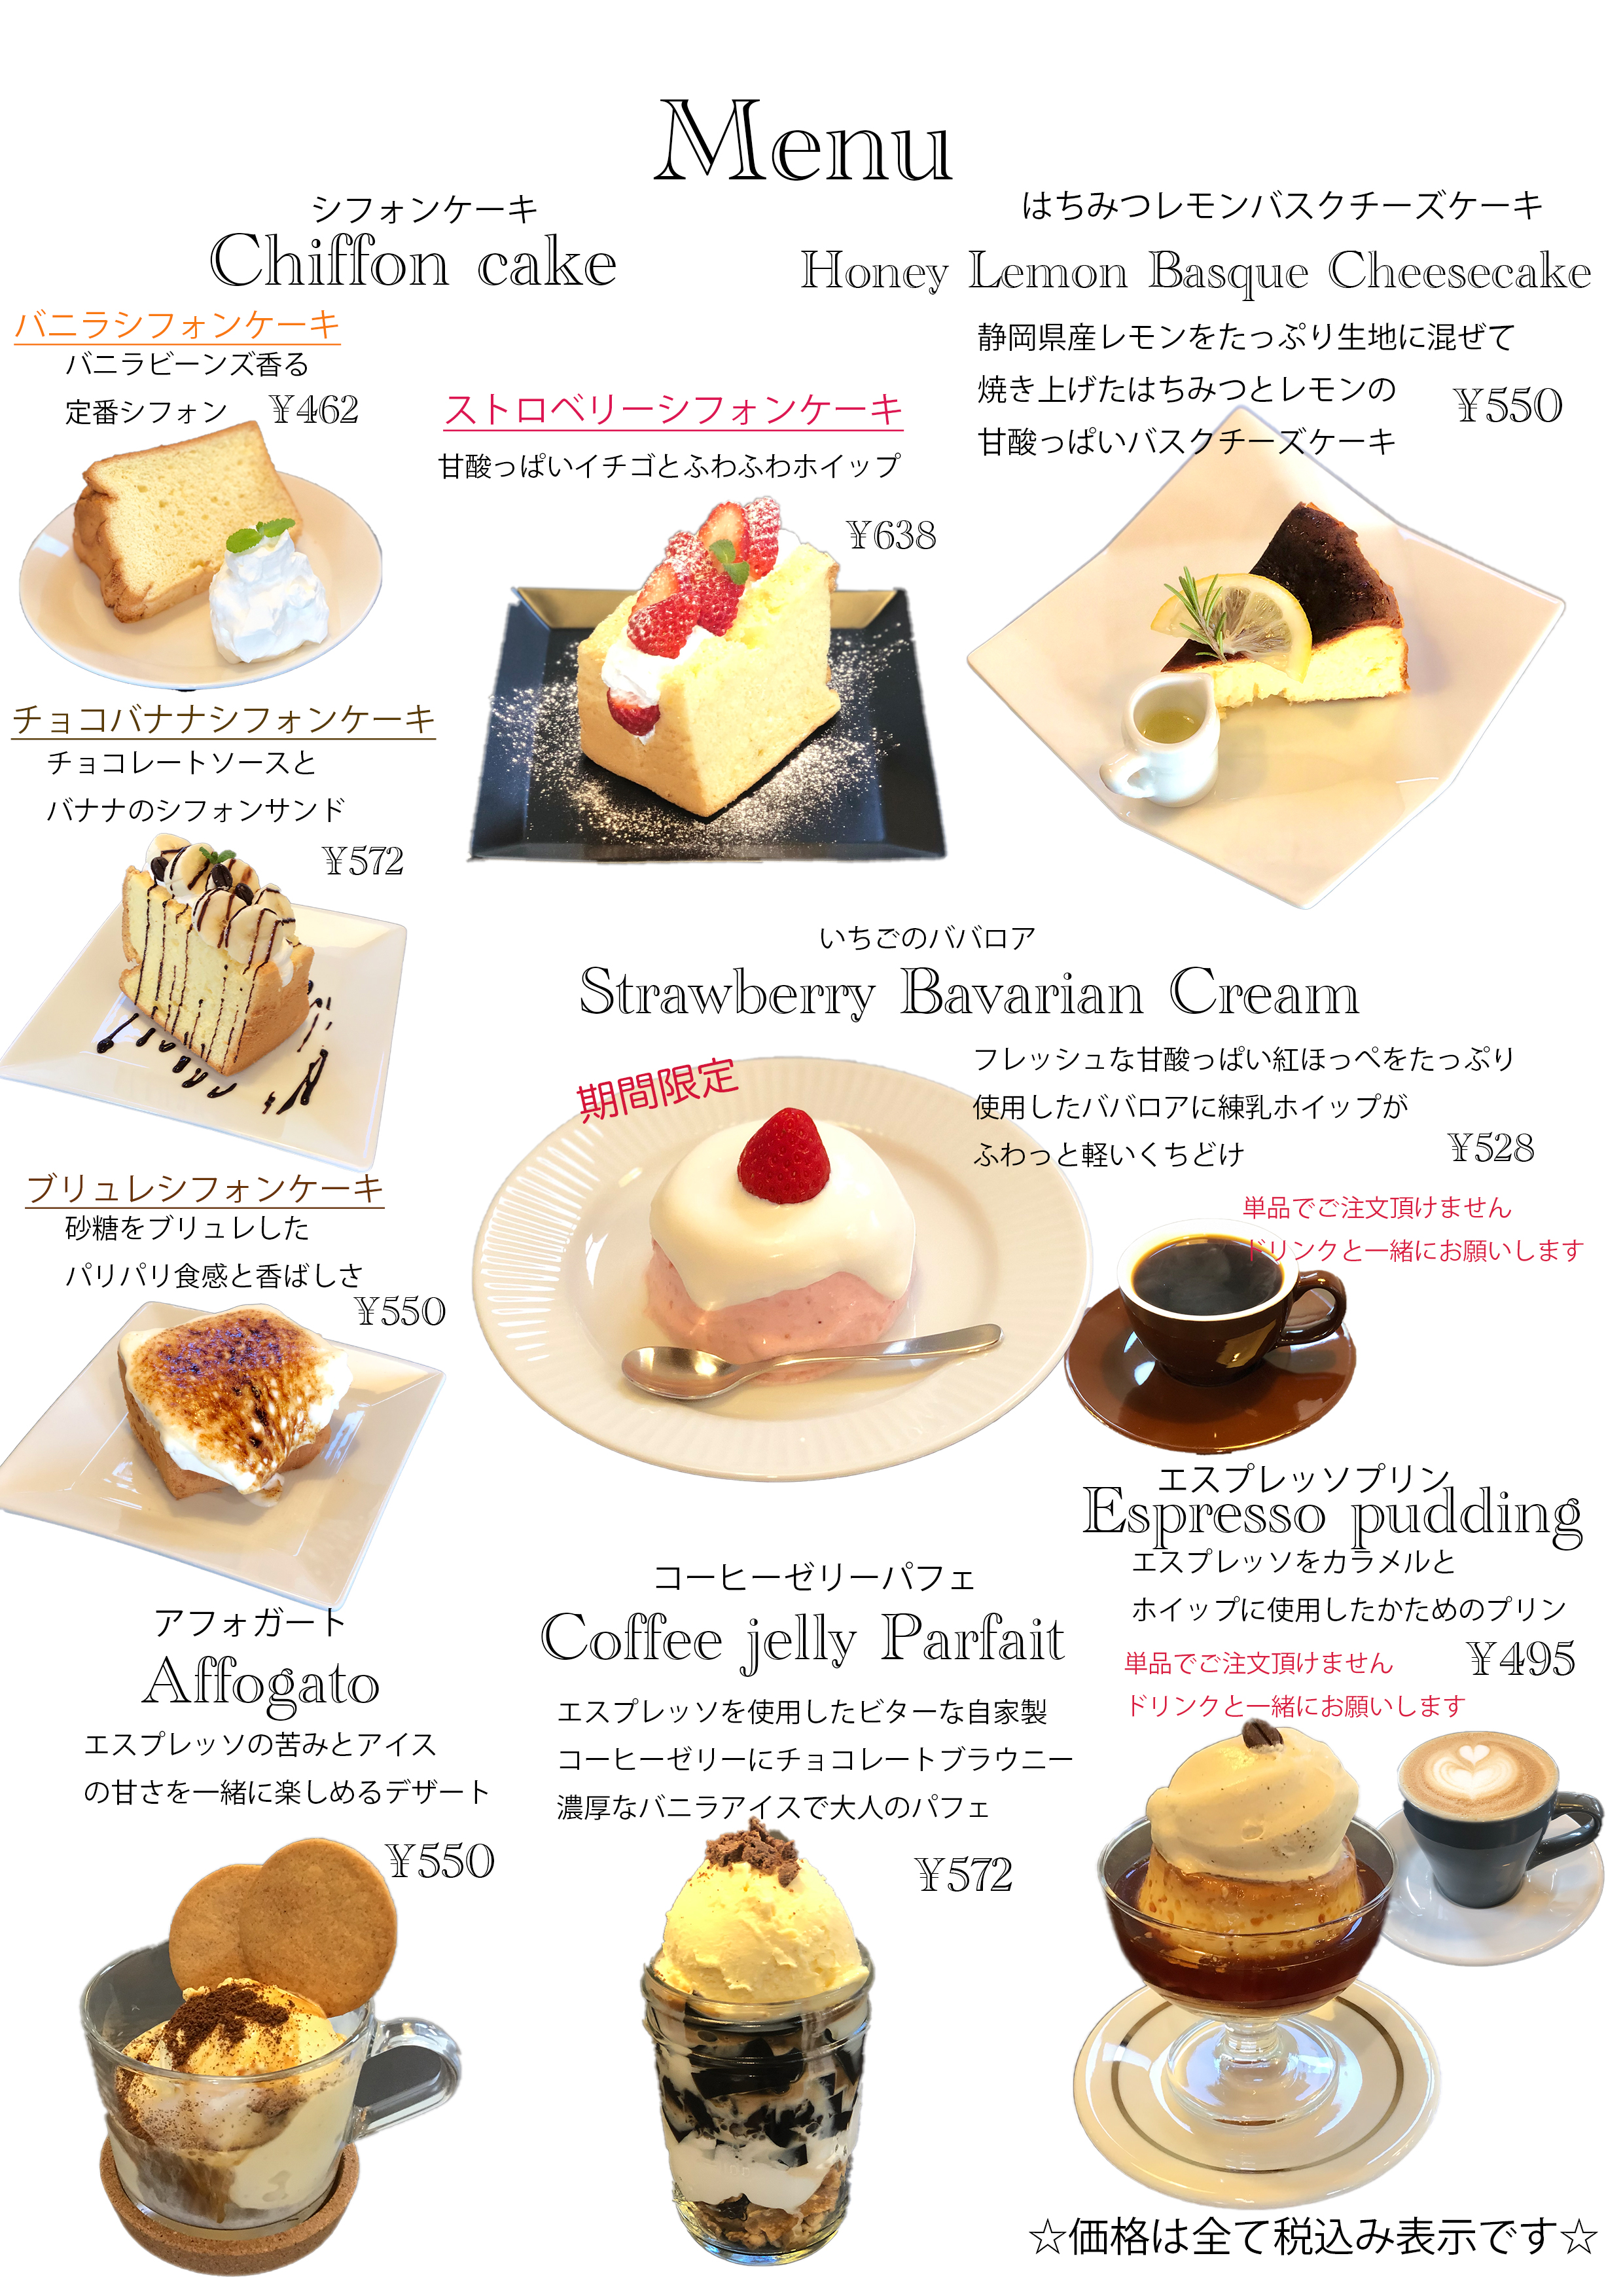 Menu
シフォンケーキ
Chiffon cake
バニラシフォンケーキ
バニラビーンズ香る
定番シフォン ¥462
ストロベリーシフォンケーキ
甘酸っぱいイチゴとふわふわホイップ
¥638
チョコバナナシフォンケーキ
チョコレートソースと
バナナのシフォンサンド
¥572
ブリュレシフォンケーキ
砂糖をブリュレした
パリパリ食感と香ばしさ
¥550
はちみつレモンバスクチーズケーキ
Honey Lemon Basque Cheesecake
静岡県産レモンをたっぷり生地に混ぜて
焼き上げたはちみつとレモンの
甘酸っぱいバスクチーズケーキ
¥550
いちごのババロア
Strawberry Bavarian Cream
期間限定
フレッシュな甘酸っぱい紅ほっぺをたっぷり
使用したババロアに練乳ホイップが
ふわっと軽いくちどけ
¥528
単品でご注文頂けません
ドリンクと一緒にお願いします
アフォガート
Affogato
エスプレッソの苦みとアイス
の甘さを一緒に楽しめるデザート
¥550
コーヒーゼリーパフェ
Coffee jelly Parfait
エスプレッソを使用したビターな自家製
コーヒーゼリーにチョコレートブラウニー
濃厚なバニラアイスで大人のパフェ
¥572
エスプレッソプリン
Espresso pudding
エスプレッソをカラメルと
ホイップに使用したかためのプリン
¥495
単品でご注文頂けません
ドリンクと一緒にお願いします
☆価格は全て税込み表示です☆